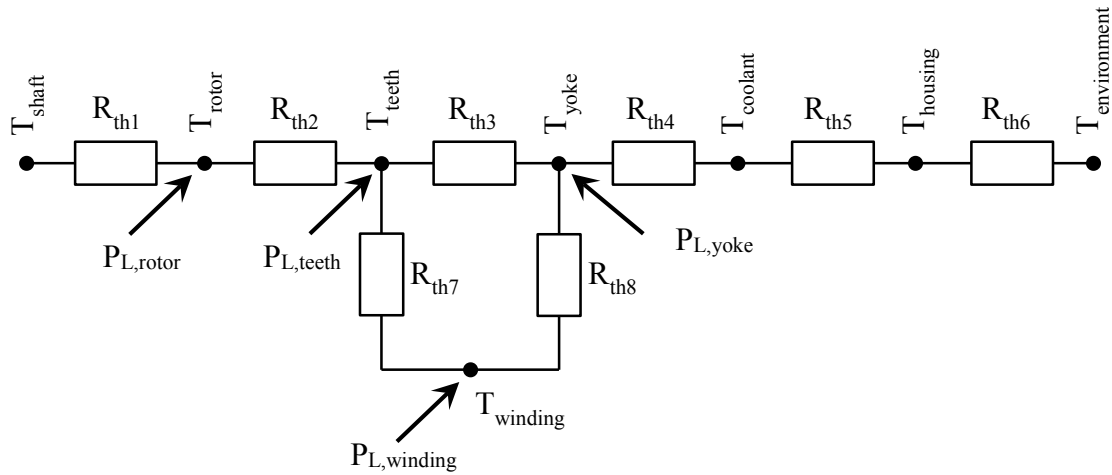 T_shaft
R_th1
T_rotor
R_th2
T_teeth
R_th3
T_yoke
R_th4
T_coolant
R_th5
T_housing
R_th6
T_environment
P_L,rotor
P_L,teeth
P_L,yoke
R_th7
R_th8
T_winding
P_L,winding